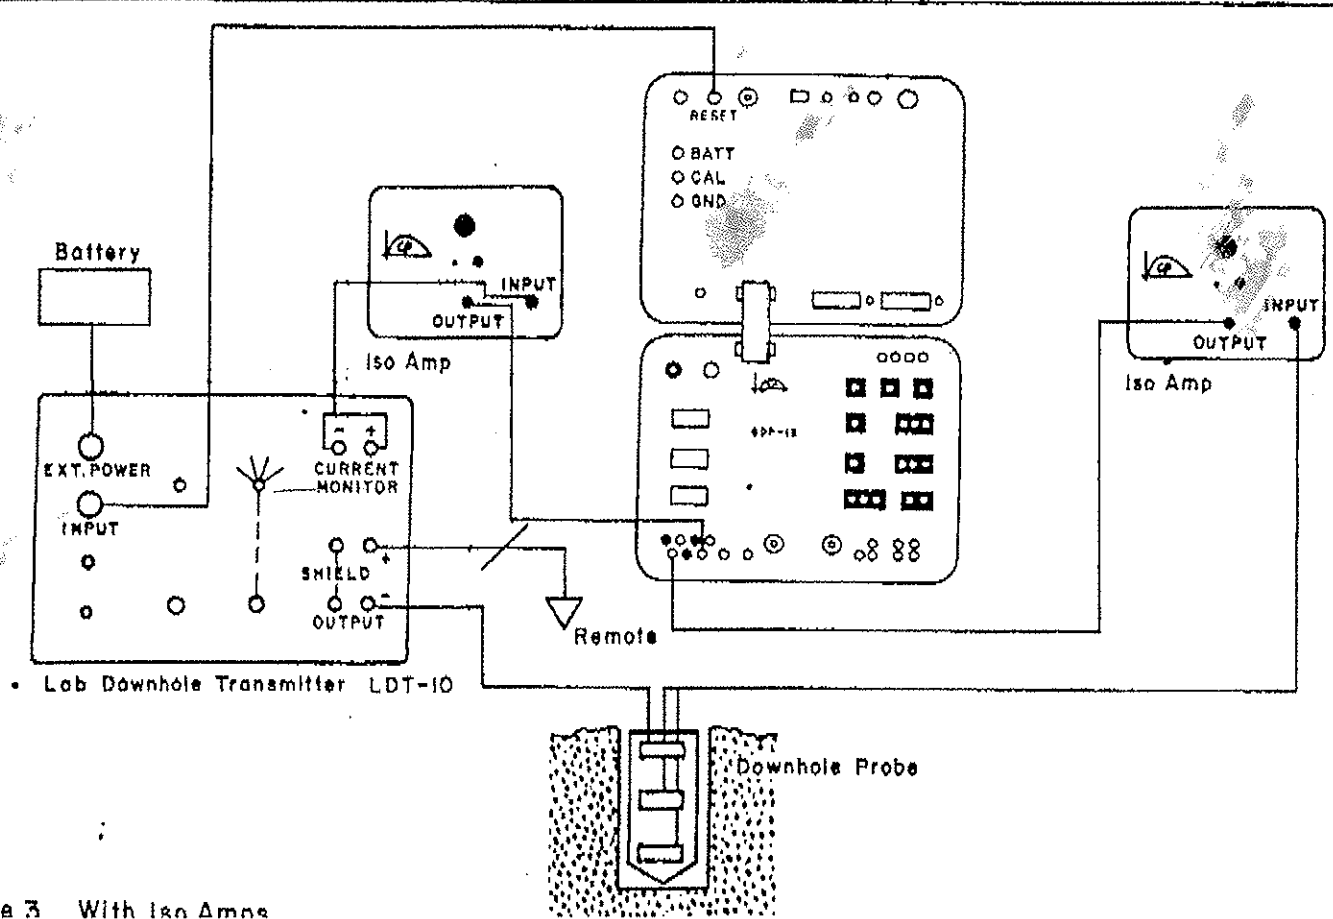 RESET
BATT
CAL
GND
Battery
INPUT
OUTPUT
Iso Amp
INPUT
OUTPUT
Iso Amp
EXT. POWER
INPUT
- +
CURRENT
MONITOR
SHIELD
+
-
OUTPUT
Remote
• Lab Downhole Transmitter LDT-10
Downhole Probe
3 With Iso Amps